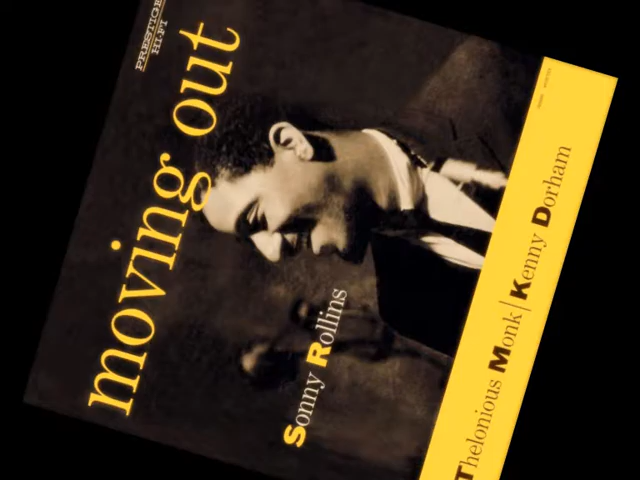 PRESTIGE
HI-FI
moving out
Sonny Rollins
Thelonious Monk | Kenny Dorham